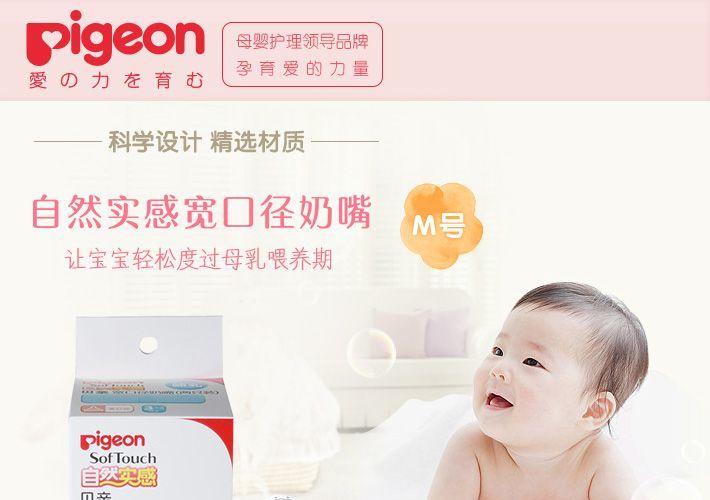 pigeon
愛の力を育む
母婴护理领导品牌
孕育爱的力量
科学设计 精选材质
自然实感宽口径奶嘴
M号
让宝宝轻松度过母乳喂养期
pigeon
SofTouch
自然实感
贝亲